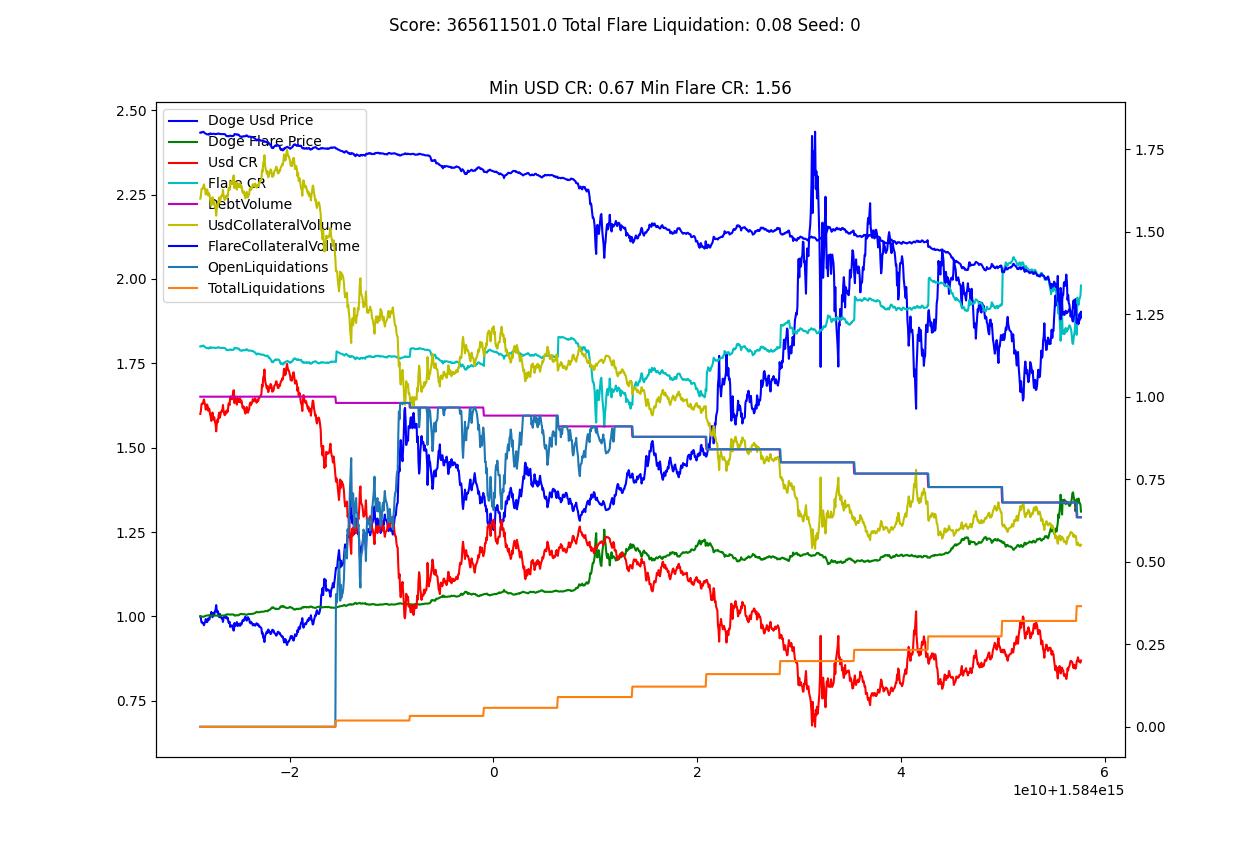 Score: 365611501.0 Total Flare Liquidation: 0.08 Seed: 0
Min USD CR: 0.67 Min Flare CR: 1.56
Doge Usd Price
Doge Flare Price
Usd CR
Flare CR
DebtVolume
UsdCollateralVolume
FlareCollateralVolume
OpenLiquidations
TotalLiquidations
2.50
2.25
2.00
1.75
1.50
1.25
1.00
0.75
1.75
1.50
1.25
1.00
0.75
0.50
0.25
0.00
−2 0 2 4 6
1e10+1.584e15